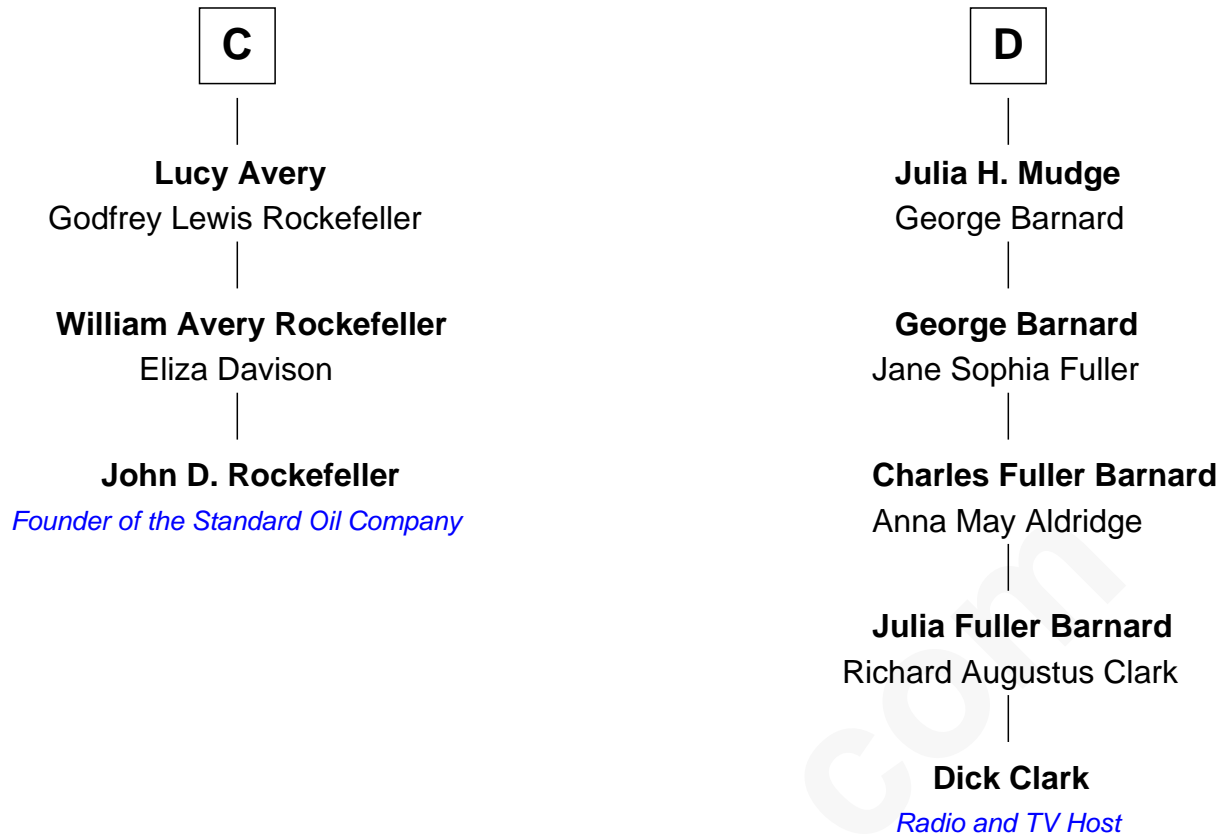 C
Lucy Avery
Godfrey Lewis Rockefeller
William Avery Rockefeller
Eliza Davison
John D. Rockefeller
Founder of the Standard Oil Company
D
Julia H. Mudge
George Barnard
George Barnard
Jane Sophia Fuller
Charles Fuller Barnard
Anna May Aldridge
Julia Fuller Barnard
Richard Augustus Clark
Dick Clark
Radio and TV Host
com